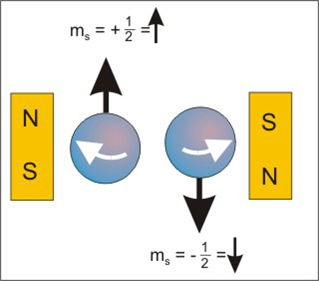 mₛ = + 1/2 = ↑
N
S
S
N
mₛ = - 1/2 = ↓